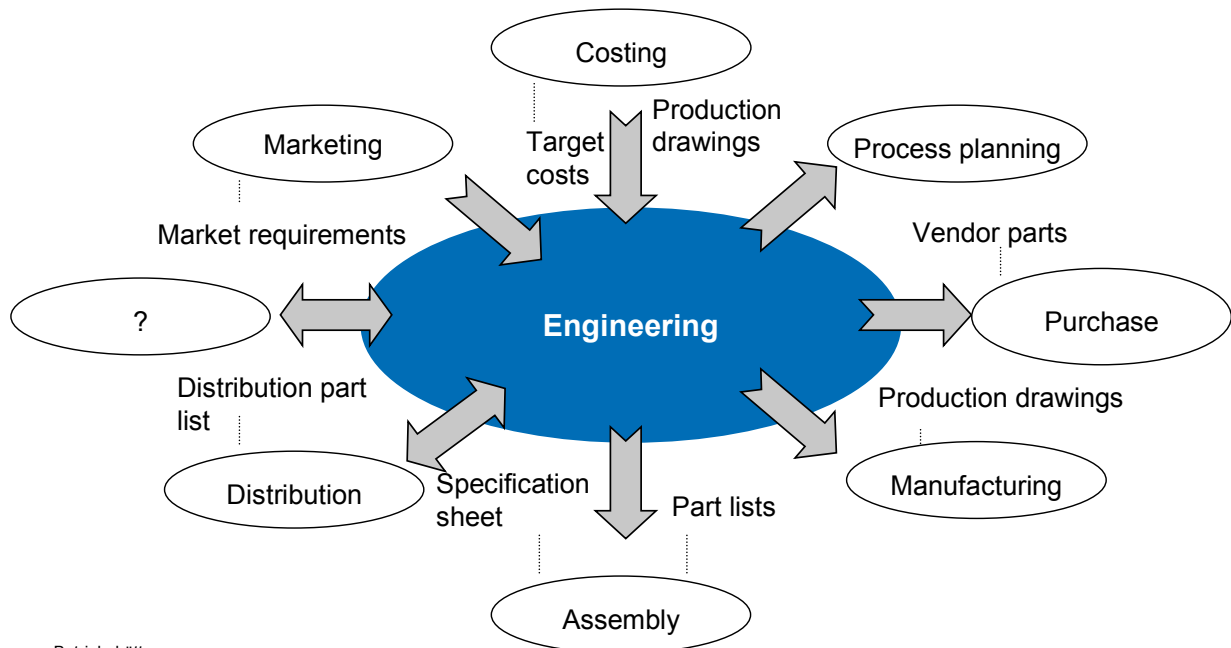 Costing
Production
drawings
Target
costs
Marketing
Process planning
Market requirements
Vendor parts
?
Engineering
Purchase
Distribution part
list
Production drawings
Distribution
Specification
sheet
Part lists
Manufacturing
Assembly